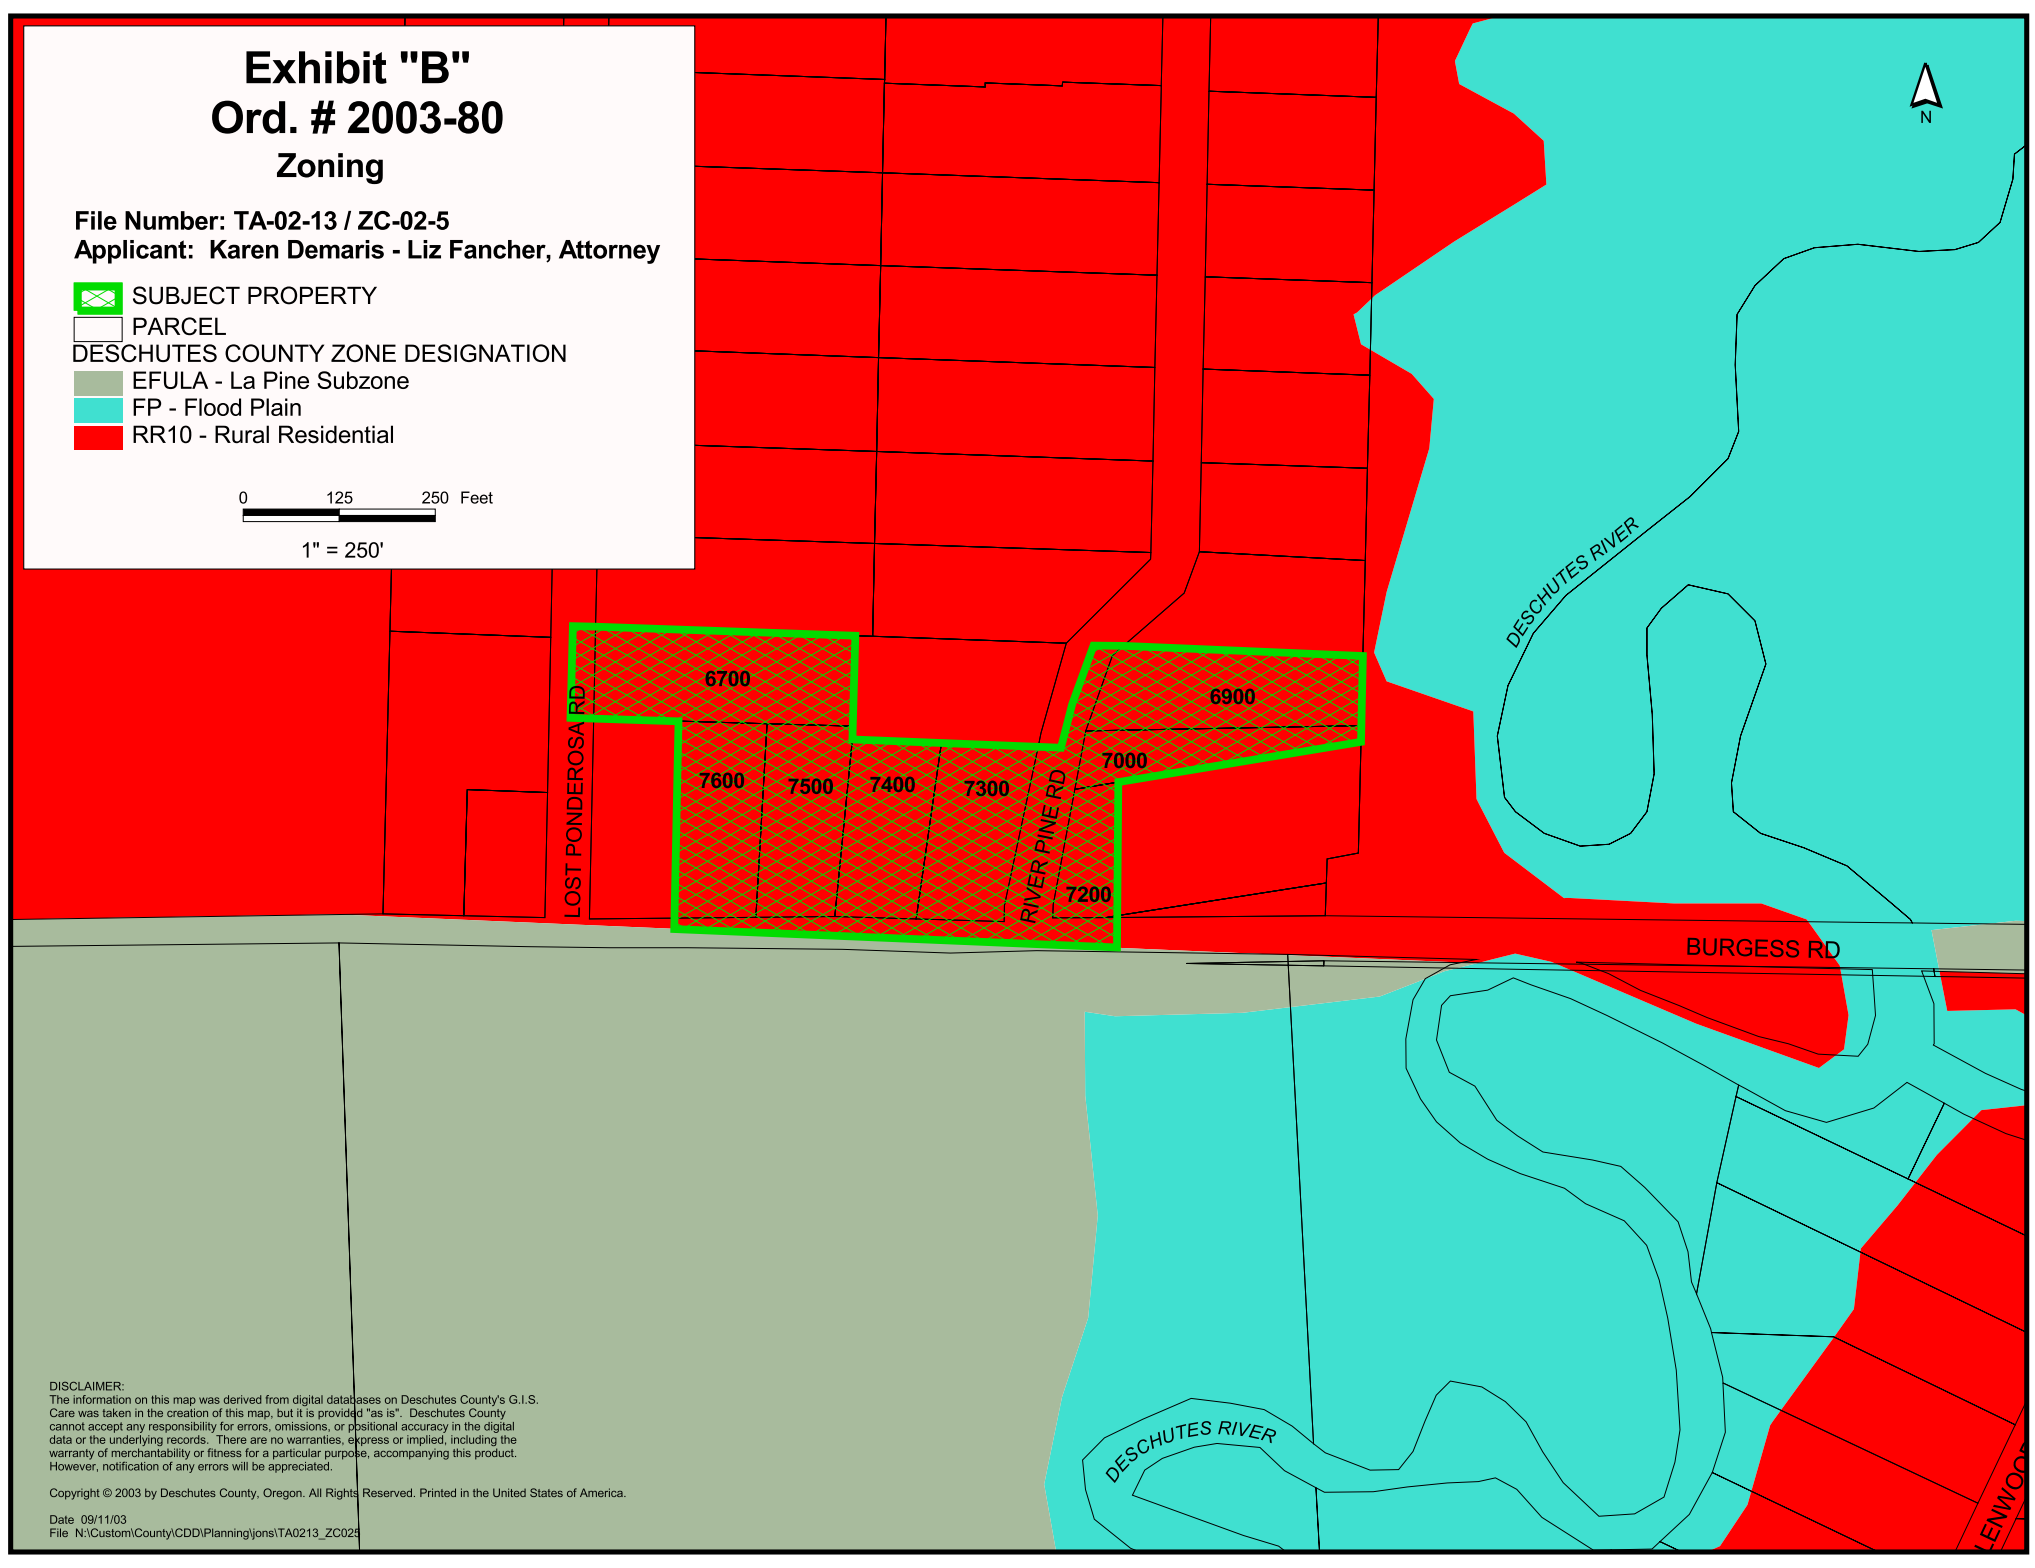 Exhibit "B"
Ord. # 2003-80
Zoning
File Number: TA-02-13 / ZC-02-5
Applicant:  Karen Demaris - Liz Fancher, Attorney
SUBJECT PROPERTY
PARCEL
DESCHUTES COUNTY ZONE DESIGNATION
EFULA - La Pine Subzone
FP - Flood Plain
RR10 - Rural Residential
0 125 250 Feet
1" = 250'
N
DESCHUTES RIVER
6700
6900
7000
7600
7500
7400
7300
7200
LOST PONDEROSA RD
RIVER PINE RD
BURGESS RD
DESCHUTES RIVER
LENWOOD
DISCLAIMER:
The information on this map was derived from digital databases on Deschutes County's G.I.S.
Care was taken in the creation of this map, but it is provided "as is".  Deschutes County
cannot accept any responsibility for errors, omissions, or positional accuracy in the digital
data or the underlying records.  There are no warranties, express or implied, including the
warranty of merchantability or fitness for a particular purpose, accompanying this product.
However, notification of any errors will be appreciated.
Copyright © 2003 by Deschutes County, Oregon. All Rights Reserved. Printed in the United States of America.
Date  09/11/03
File  N:\Custom\County\CDD\Planning\jons\TA0213_ZC025